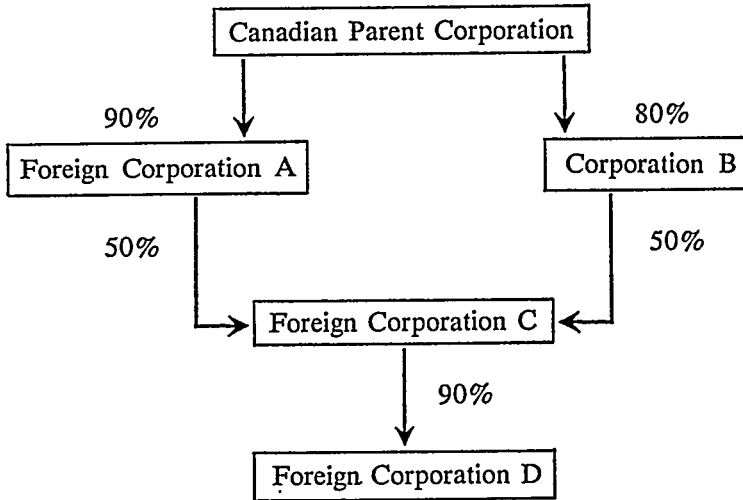 Canadian Parent Corporation
90%
80%
Foreign Corporation A
Corporation B
50%
50%
Foreign Corporation C
90%
Foreign Corporation D